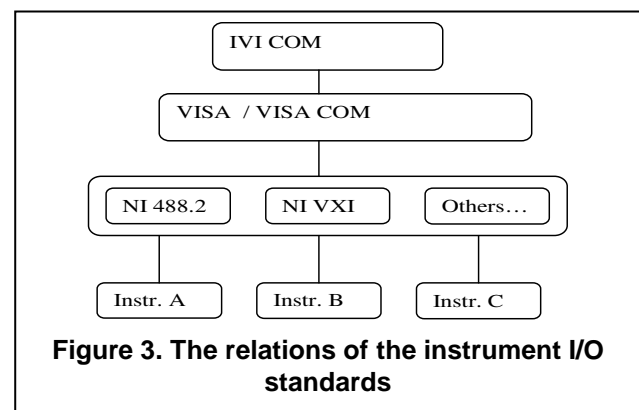 IVI COM
VISA / VISA COM
NI 488.2 NI VXI Others…
Instr. A Instr. B Instr. C
Figure 3. The relations of the instrument I/O
standards